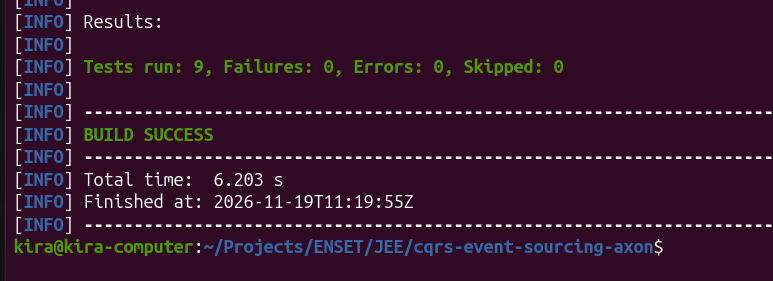 [INFO]
[INFO] Results:
[INFO]
[INFO] Tests run: 9, Failures: 0, Errors: 0, Skipped: 0
[INFO]
[INFO] ---------------------------------------------------------------------
[INFO] BUILD SUCCESS
[INFO] ---------------------------------------------------------------------
[INFO] Total time:  6.203 s
[INFO] Finished at: 2026-11-19T11:19:55Z
[INFO] ---------------------------------------------------------------------
kira@kira-computer:~/Projects/ENSET/JEE/cqrs-event-sourcing-axon$